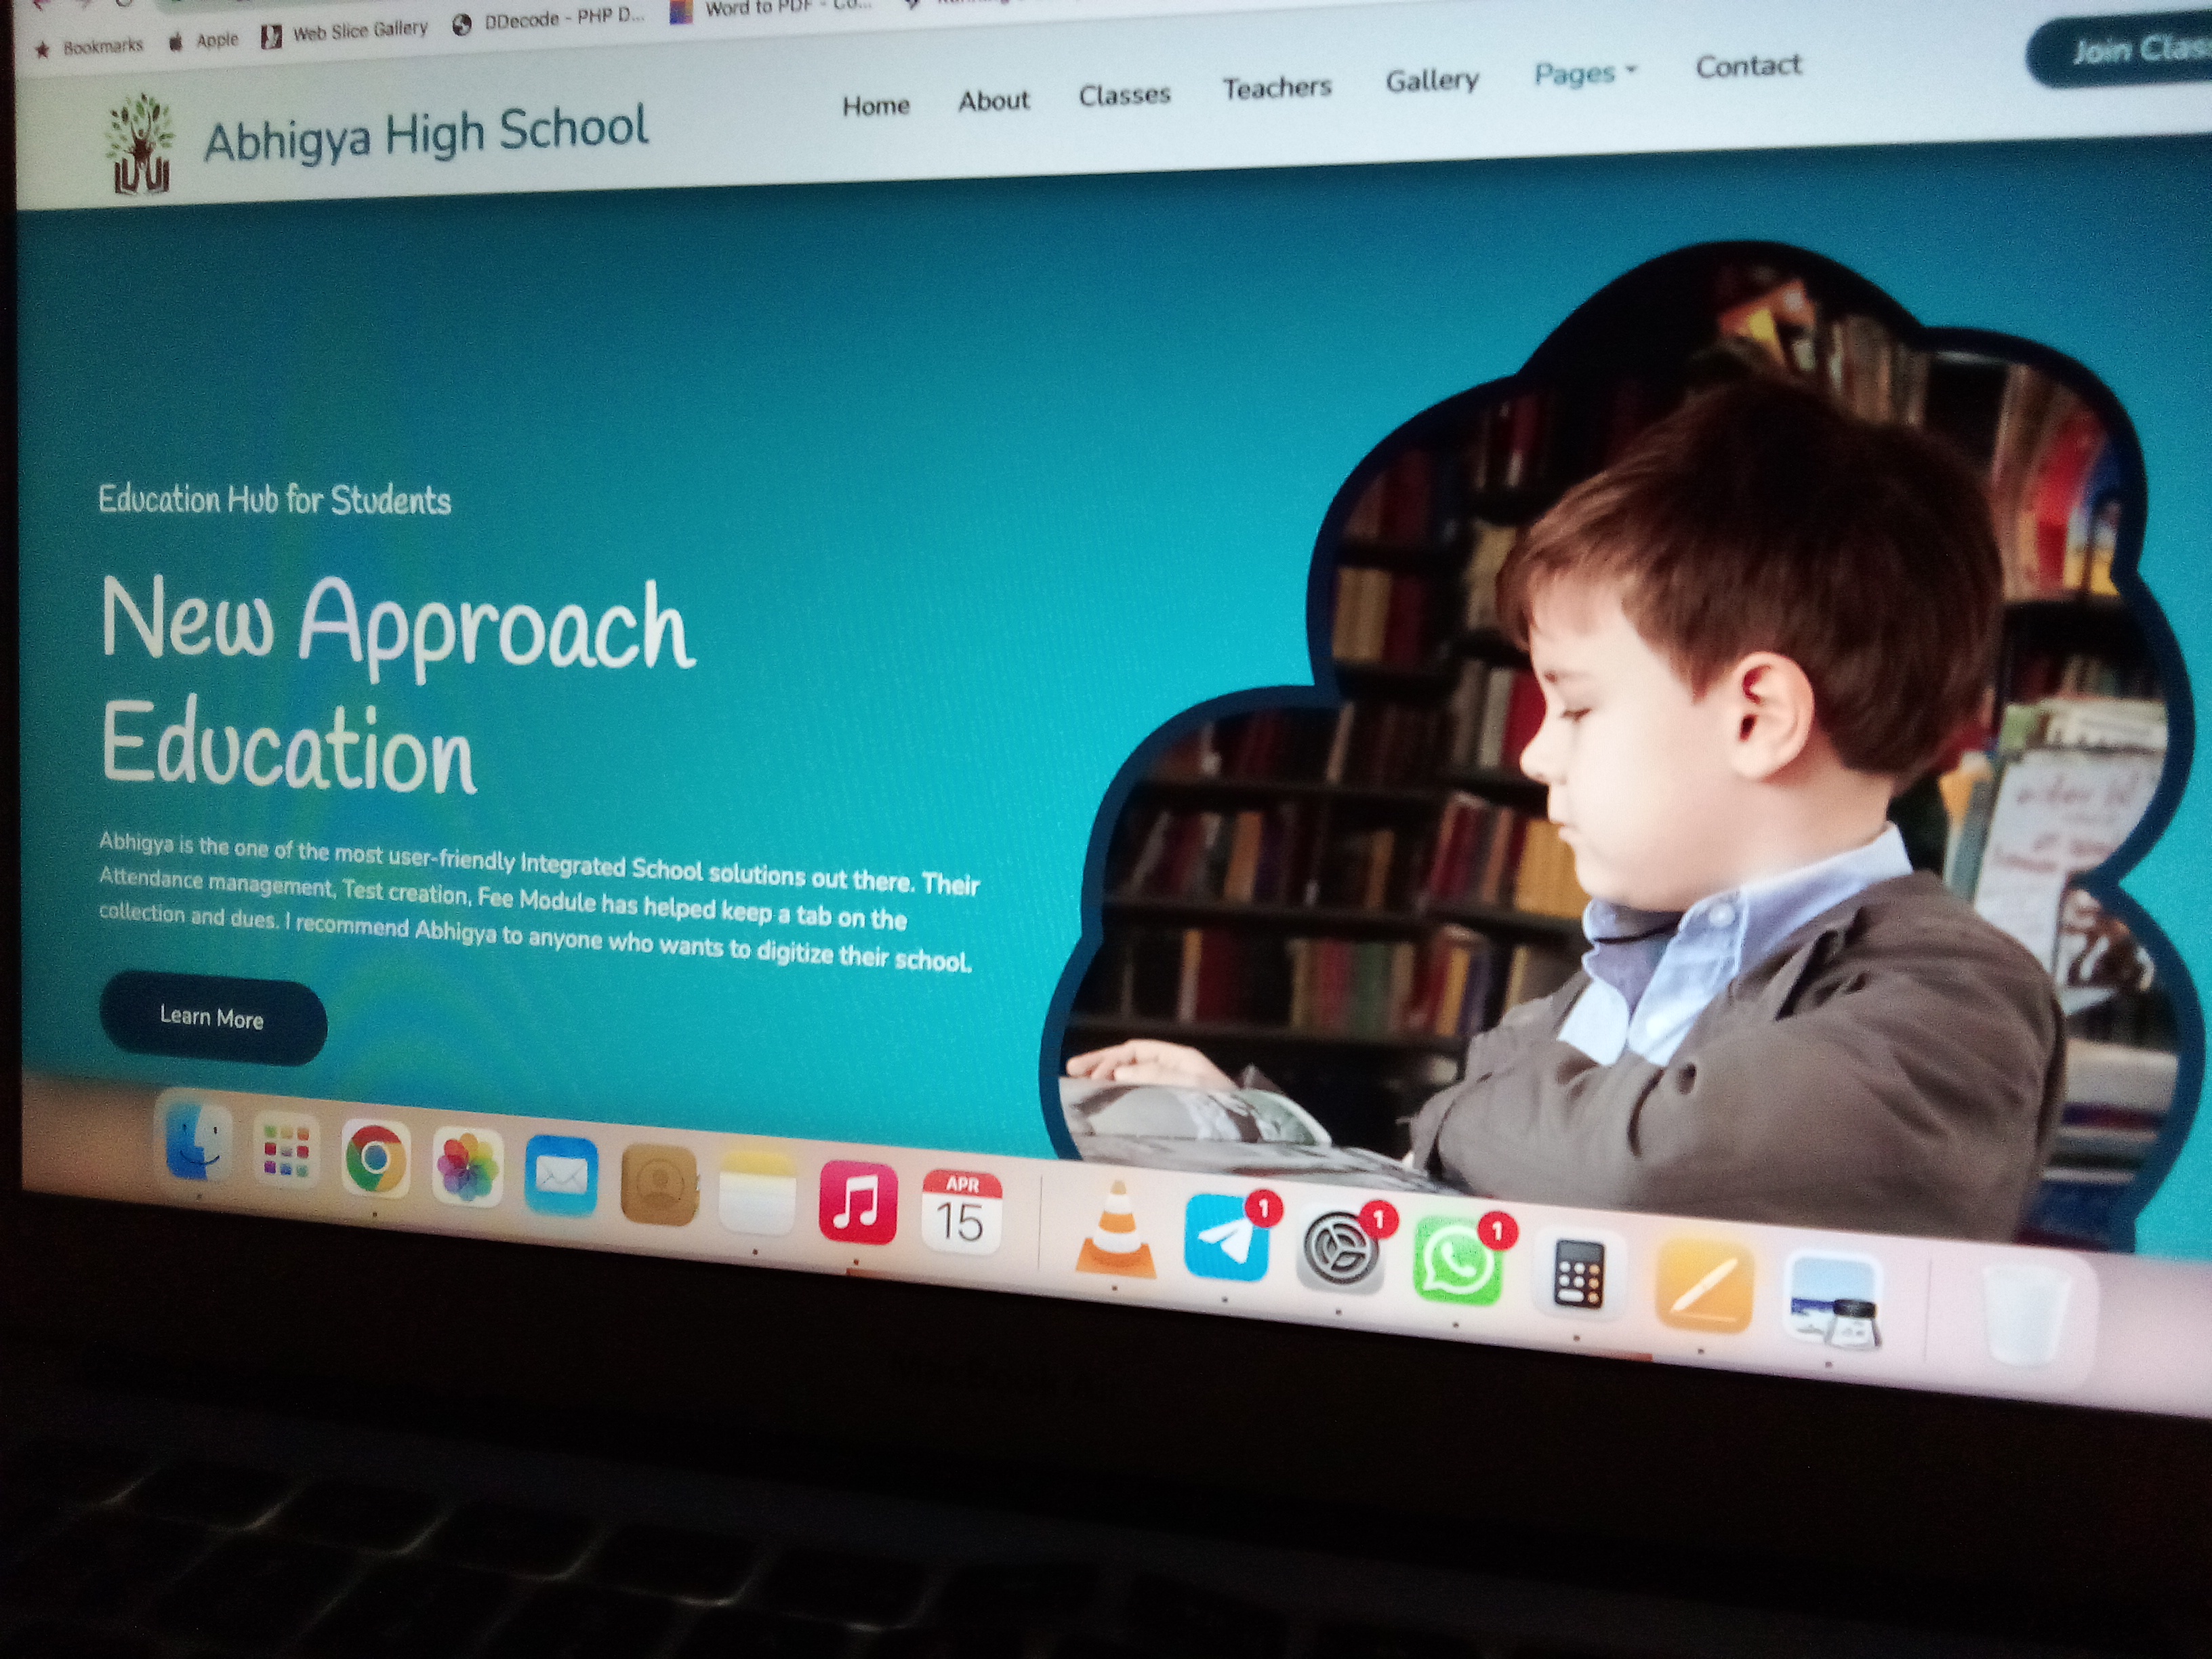 Bookmarks Apple Web Slice Gallery DDecode - PHP D... Word to PDF - Co...
Abhigya High School
Home About Classes Teachers Gallery Pages Contact Join Clas
Education Hub for Students
New Approach
Education
Abhigya is the one of the most user-friendly Integrated School solutions out there. Their
Attendance management, Test creation, Fee Module has helped keep a tab on the
collection and dues. I recommend Abhigya to anyone who wants to digitize their school.
Learn More
APR
15
1
1
1